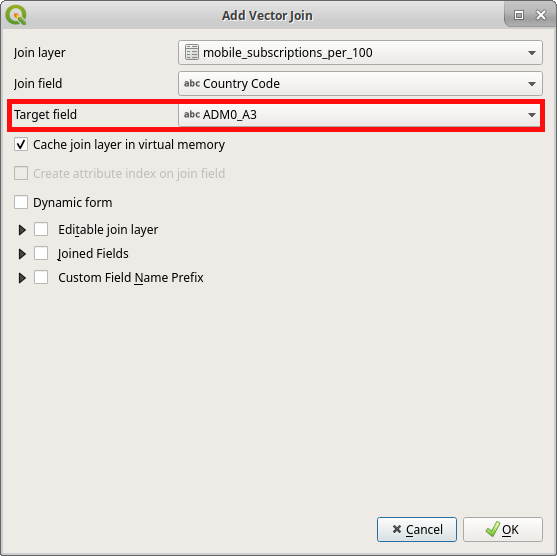 Add Vector Join
Join layer mobile_subscriptions_per_100
Join field abc Country Code
Target field abc ADM0_A3
Cache join layer in virtual memory
Create attribute index on join field
Dynamic form
Editable join layer
Joined Fields
Custom Field Name Prefix
Cancel OK